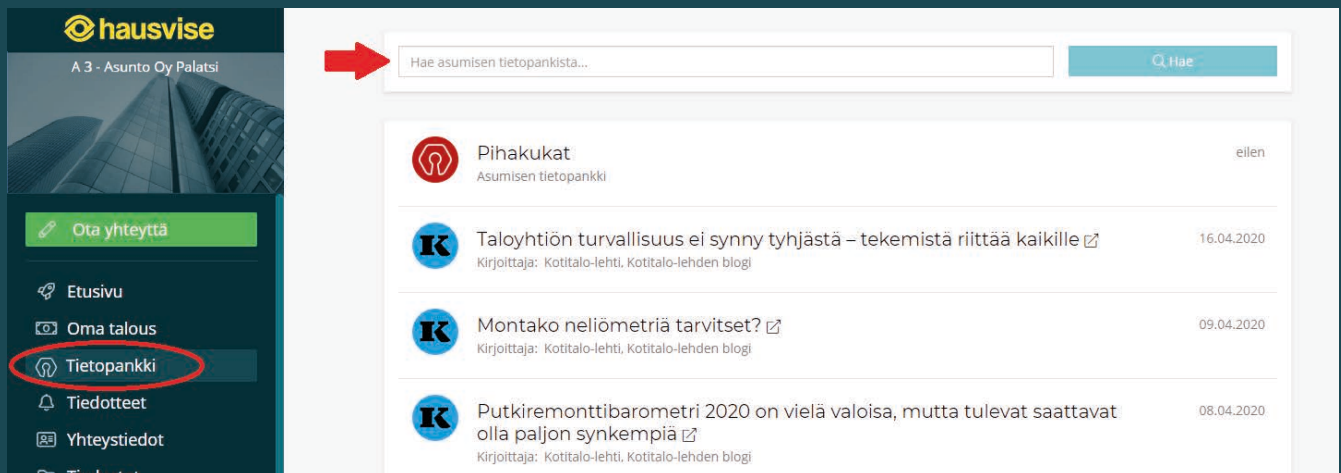 hausvise
A 3 - Asunto Oy Palatsi
Ota yhteyttä
Etusivu
Oma talous
Tietopankki
Tiedotteet
Yhteystiedot
Hae asumisen tietopankista...
Hae
Pihakukat
eilen
Asumisen tietopankki
Taloyhtiön turvallisuus ei synny tyhjästä – tekemistä riittää kaikille
16.04.2020
Kirjoittaja: Kotitalo-lehti, Kotitalo-lehden blogi
Montako neliömetriä tarvitset?
09.04.2020
Kirjoittaja: Kotitalo-lehti, Kotitalo-lehden blogi
Putkiremonttibarometri 2020 on vielä valoisa, mutta tulevat saattavat
08.04.2020
olla paljon synkempiä
Kirjoittaja: Kotitalo-lehti, Kotitalo-lehden blogi
K
K
K